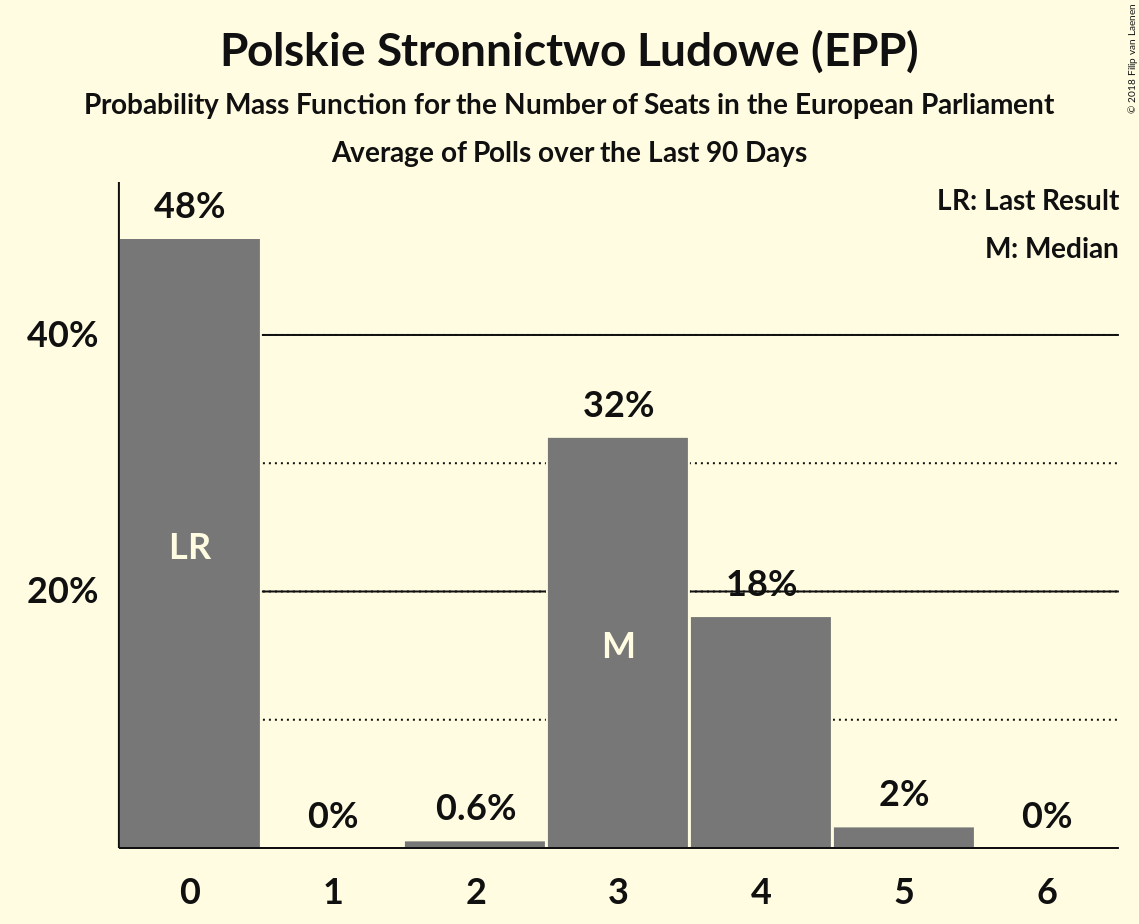 Polskie Stronnictwo Ludowe (EPP)
Probability Mass Function for the Number of Seats in the European Parliament
Average of Polls over the Last 90 Days
© 2018 Filip van Laenen
LR: Last Result
M: Median
48%
40%
32%
LR
18%
20%
M
2%
0.6%
0%
0%
0 1 2 3 4 5 6